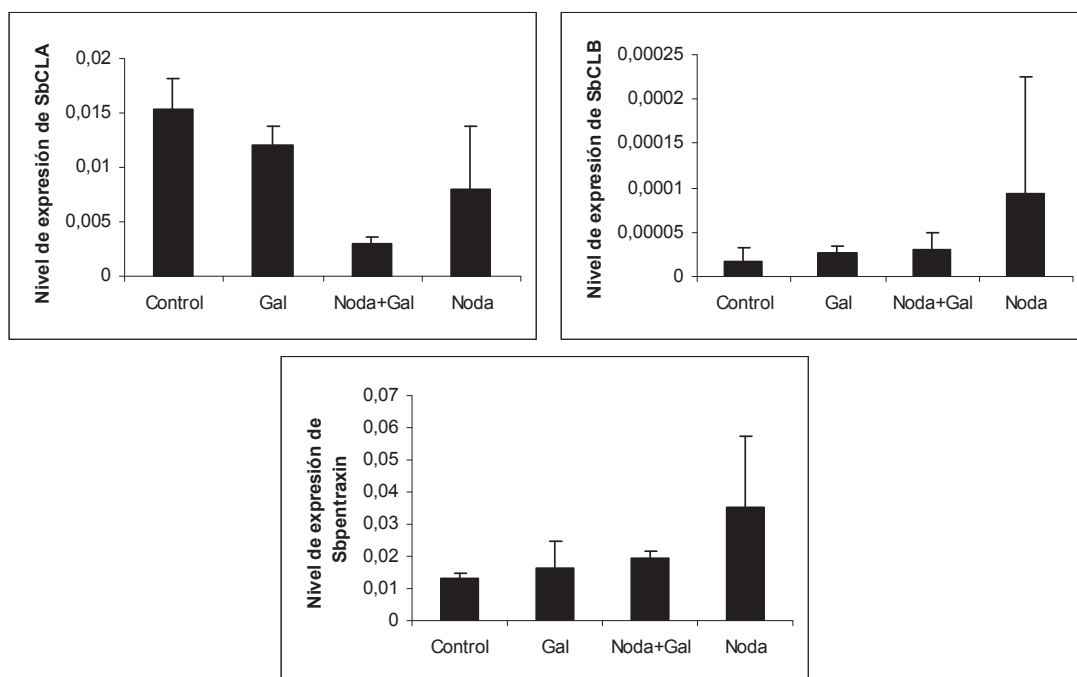 Nivel de expresión de SbCLA
0,02
0,015
0,01
0,005
0
Control Gal Noda+Gal Noda
Nivel de expresión de SbCLB
0,00025
0,0002
0,00015
0,0001
0,00005
0
Control Gal Noda+Gal Noda
Nivel de expresión de
Sbpentraxin
0,07
0,06
0,05
0,04
0,03
0,02
0,01
0
Control Gal Noda+Gal Noda